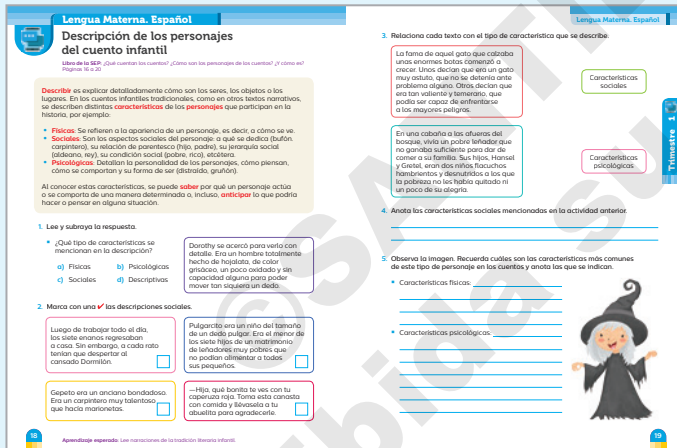 Lengua Materna. Español
Descripción de los personajes
del cuento infantil
Libro de la SEP: ¿Qué cuentan los cuentos? ¿Cómo son los personajes de los cuentos? ¿Y cómo es?
Páginas 16 a 20
Describir es explicar detalladamente cómo son los seres, los objetos o los
lugares. En los cuentos infantiles tradicionales, como en otros textos narrativos,
se describen distintas características de los personajes que participan en la
historia, por ejemplo:
• Físicas: Se refieren a la apariencia de un personaje, es decir, a cómo se ve.
• Sociales: Son los aspectos sociales del personaje: a qué se dedica (bufón,
carpintero), su relación de parentesco (hijo, padre), su jerarquía social
(aldeano, rey), su condición social (pobre, rico), etcétera.
• Psicológicas: Detallan la personalidad de los personajes, cómo piensan,
cómo se comportan y su forma de ser (distraído, gruñón).
Al conocer estas características, se puede saber por qué un personaje actúa
o se comporta de una manera determinada o, incluso, anticipar lo que podría
hacer o pensar en alguna situación.
1. Lee y subraya la respuesta.
• ¿Qué tipo de características se
mencionan en la descripción?
a) Físicas b) Psicológicas
c) Sociales d) Descriptivas
Dorothy se acercó para verlo con
detalle. Era un hombre totalmente
hecho de hojalata, de color
grisáceo, un poco oxidado y sin
capacidad alguna para poder
mover tan siquiera un dedo.
2. Marca con una ✔ las descripciones sociales.
Luego de trabajar todo el día,
los siete enanos regresaban
a casa. Sin embargo, a cada rato
tenían que despertar al
cansado Dormilón.
Pulgarcito era un niño del tamaño
de un dedo pulgar. Era el menor de
los siete hijos de un matrimonio
de leñadores muy pobres que
no podían alimentar a todos
sus pequeños.
Gepeto era un anciano bondadoso.
Era un carpintero muy talentoso
que hacía marionetas.
—Hija, qué bonita te ves con tu
caperuza roja. Toma esta canasta
con comida y llévasela a tu
abuelita para agradecerle.
18
Aprendizaje esperado: Lee narraciones de la tradición literaria infantil.
Lengua Materna. Español
3. Relaciona cada texto con el tipo de característica que se describe.
La fama de aquel gato que calzaba
unas enormes botas comenzó a
crecer. Unos decían que era un gato
muy astuto, que no se detenía ante
problema alguno. Otros decían que
era tan valiente y temerario, que
podía ser capaz de enfrentarse
a los mayores peligros.
Características
sociales
En una cabaña a las afueras del
bosque, vivía un pobre leñador que
no ganaba suficiente para dar de
comer a su familia. Sus hijos, Hansel
y Gretel, eran dos niños flacuchos
hambrientos y desnutridos a los que
la pobreza no les había quitado ni
un poco de su alegría.
Características
psicológicas
Trimestre 1
4. Anota las características sociales mencionadas en la actividad anterior.
5. Observa la imagen. Recuerda cuáles son las características más comunes
de este tipo de personaje en los cuentos y anota las que se indican.
• Características físicas:
• Características psicológicas:
19